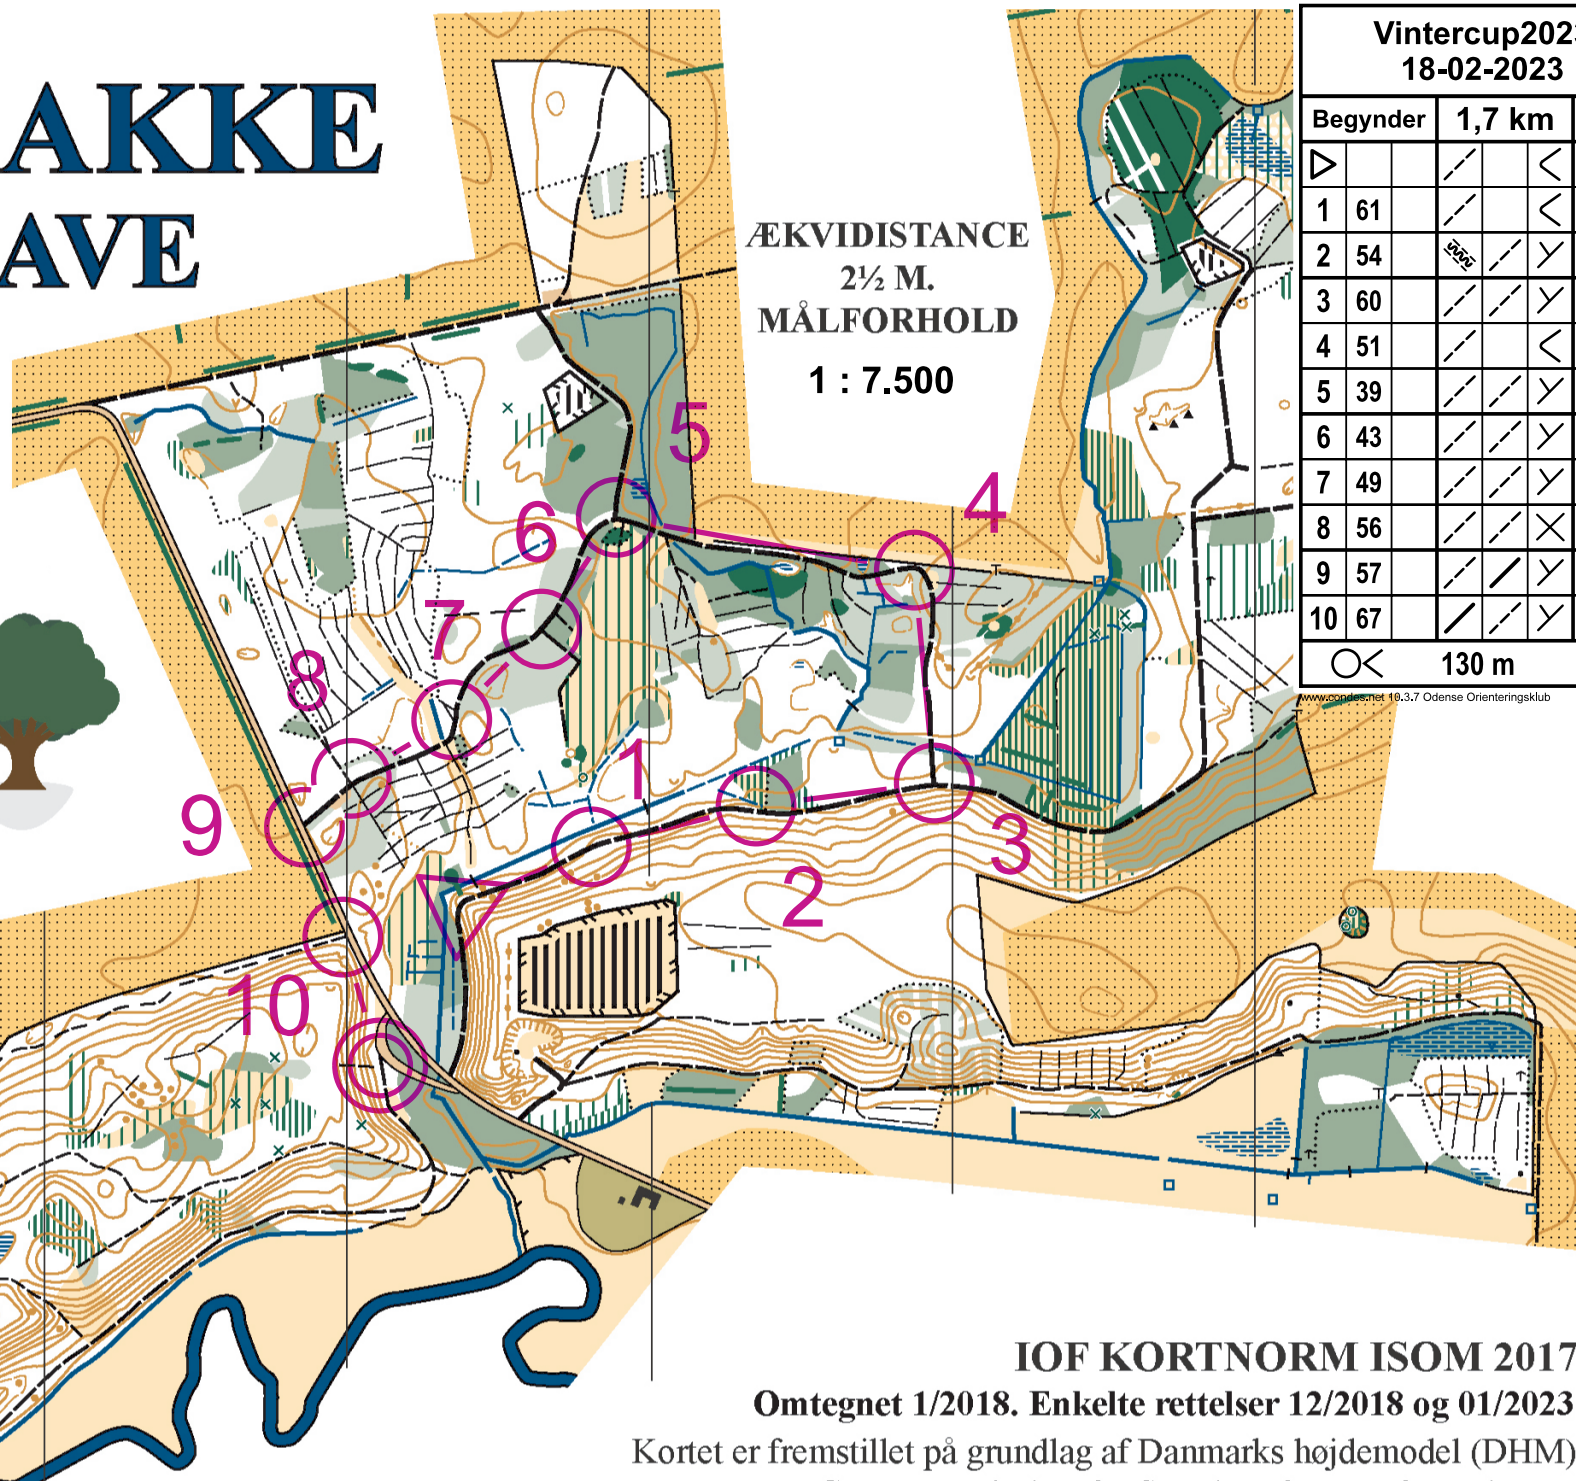 AKKE
AVE
ÆKVIDISTANCE
2½ M.
MÅLFORHOLD
1 : 7.500
Vintercup2023
18-02-2023
Begynder 1,7 km
1 61
2 54
3 60
4 51
5 39
6 43
7 49
8 56
9 57
10 67
130 m
www.condes.net 10.3.7 Odense Orienteringsklub
5
4
6
7
8
1
9
3
2
10
IOF KORTNORM ISOM 2017
Omtegnet 1/2018. Enkelte rettelser 12/2018 og 01/2023
Kortet er fremstillet på grundlag af Danmarks højdemodel (DHM)